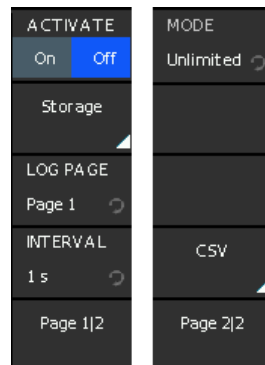 ACTIVATE
On Off
Storage
LOG PAGE
Page 1
INTERVAL
1 s
Page 1|2
MODE
Unlimited
CSV
Page 2|2